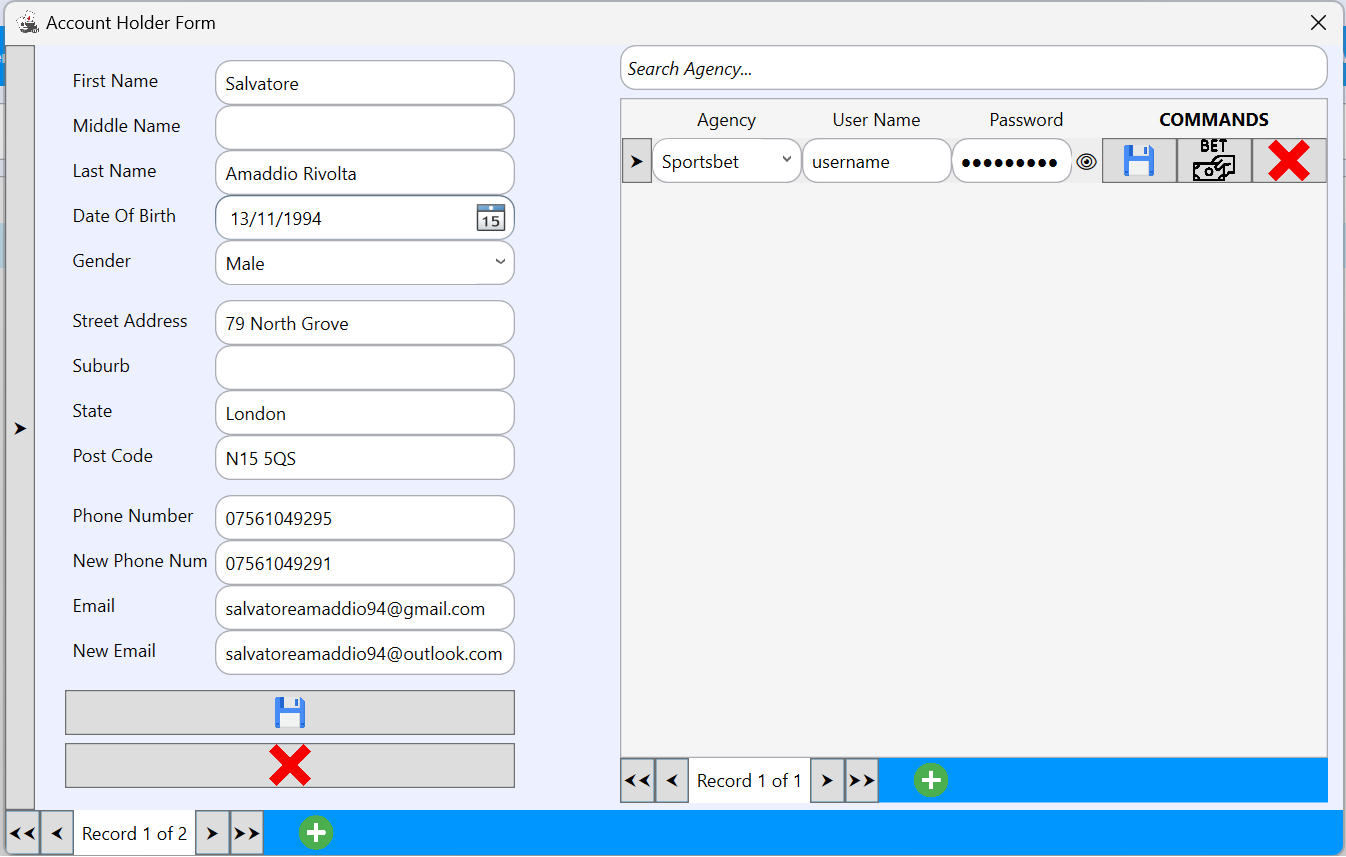 Account Holder Form
First Name
Salvatore
Middle Name
Last Name
Amaddio Rivolta
Date Of Birth
13/11/1994
15
Gender
Male
Street Address
79 North Grove
Suburb
State
London
Post Code
N15 5QS
Phone Number
07561049295
New Phone Num
07561049291
Email
salvatoreamaddio94@gmail.com
New Email
salvatoreamaddio94@outlook.com
Search Agency...
Agency User Name Password COMMANDS
Sportsbet username ●●●●●●●●● BET
Record 1 of 1
Record 1 of 2